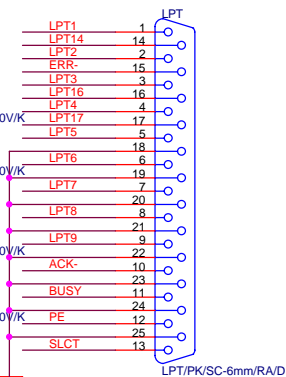 LPT
LPT1 1
LPT14 14
LPT2 2
ERR- 15
LPT3 3
LPT16 16
LPT4 4
0V/K LPT17 17
LPT5 5
18
LPT6 6
0V/K 19
LPT7 7
20
LPT8 8
21
LPT9 9
0V/K 22
ACK- 10
23
BUSY 11
24
0V/K PE 12
25
SLCT 13
LPT/PK/SC-6mm/RA/D